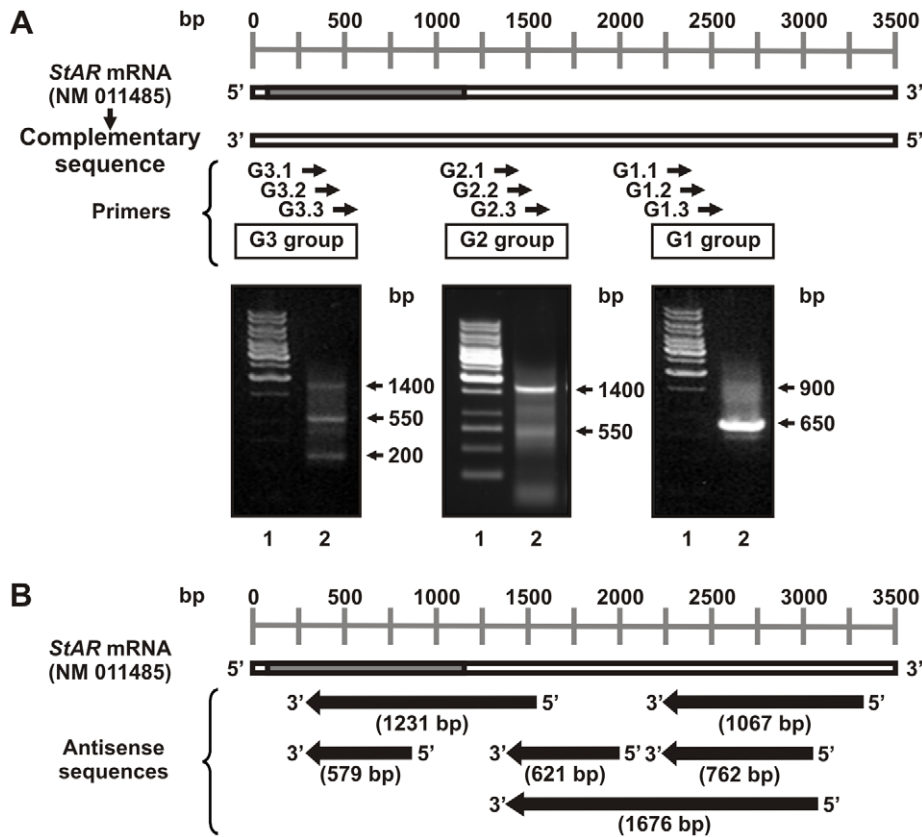 A
bp 0 500 1000 1500 2000 2500 3000 3500
StAR mRNA
(NM 011485)
5’ 3’
Complementary
sequence
3’ 5’
Primers
G3.1 G2.1 G1.1
G3.2 G2.2 G1.2
G3.3 G2.3 G1.3
G3 group G2 group G1 group
bp bp bp
1400 1400 900
550 550 650
200
1 2 1 2 1 2
B
bp 0 500 1000 1500 2000 2500 3000 3500
StAR mRNA
(NM 011485)
5’ 3’
Antisense
sequences
3’ 5’ 3’ 5’
(1231 bp) (1067 bp)
3’ 5’ 3’ 5’ 3’ 5’
(579 bp) (621 bp) (762 bp)
3’ 5’
(1676 bp)